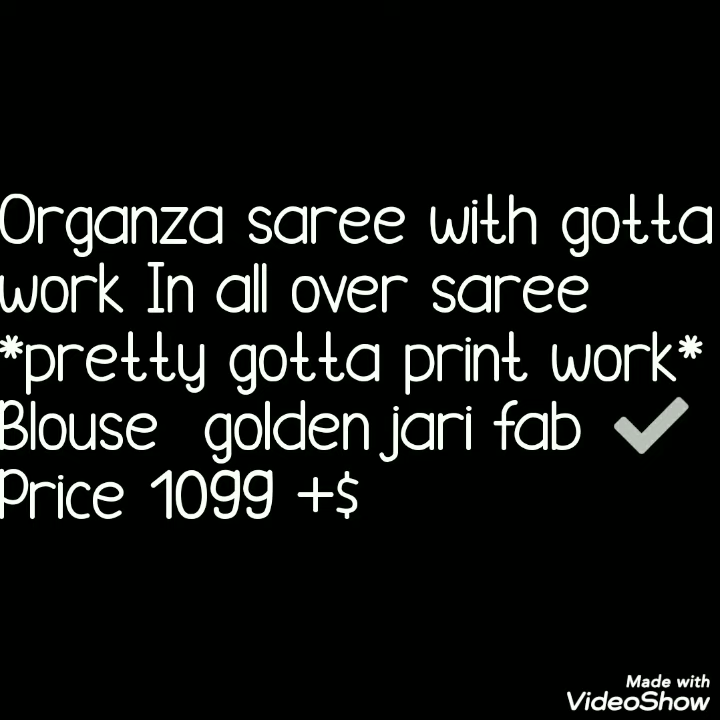 Organza saree with gotta
work In all over saree
*pretty gotta print work*
Blouse golden jari fab ✔
Price 1099 +$
Made with
VideoShow